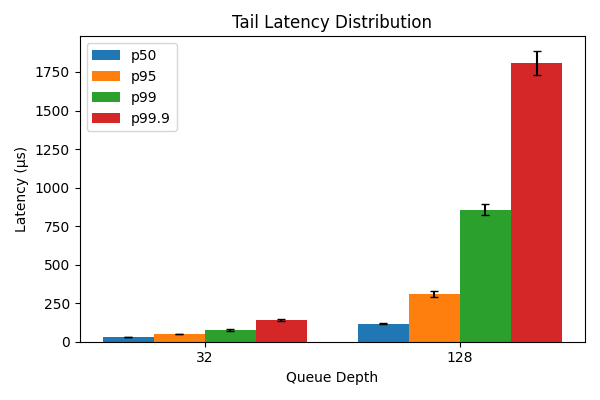 Tail Latency Distribution
p50
p95
p99
p99.9
Latency (µs)
1750
1500
1250
1000
750
500
250
0
32
128
Queue Depth